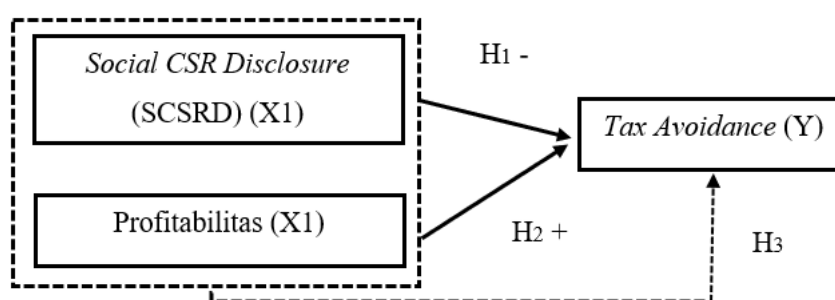 Social CSR Disclosure
(SCSRD) (X1)
H1 -
Tax Avoidance (Y)
Profitabilitas (X1)
H2 +
H3